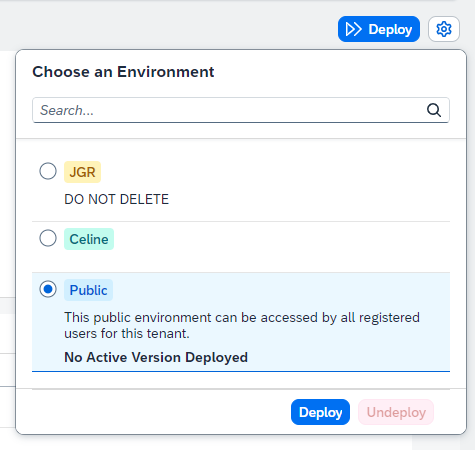 Deploy
Choose an Environment
Search...
JGR
DO NOT DELETE
Celine
Public
This public environment can be accessed by all registered
users for this tenant.
No Active Version Deployed
Deploy Undeploy